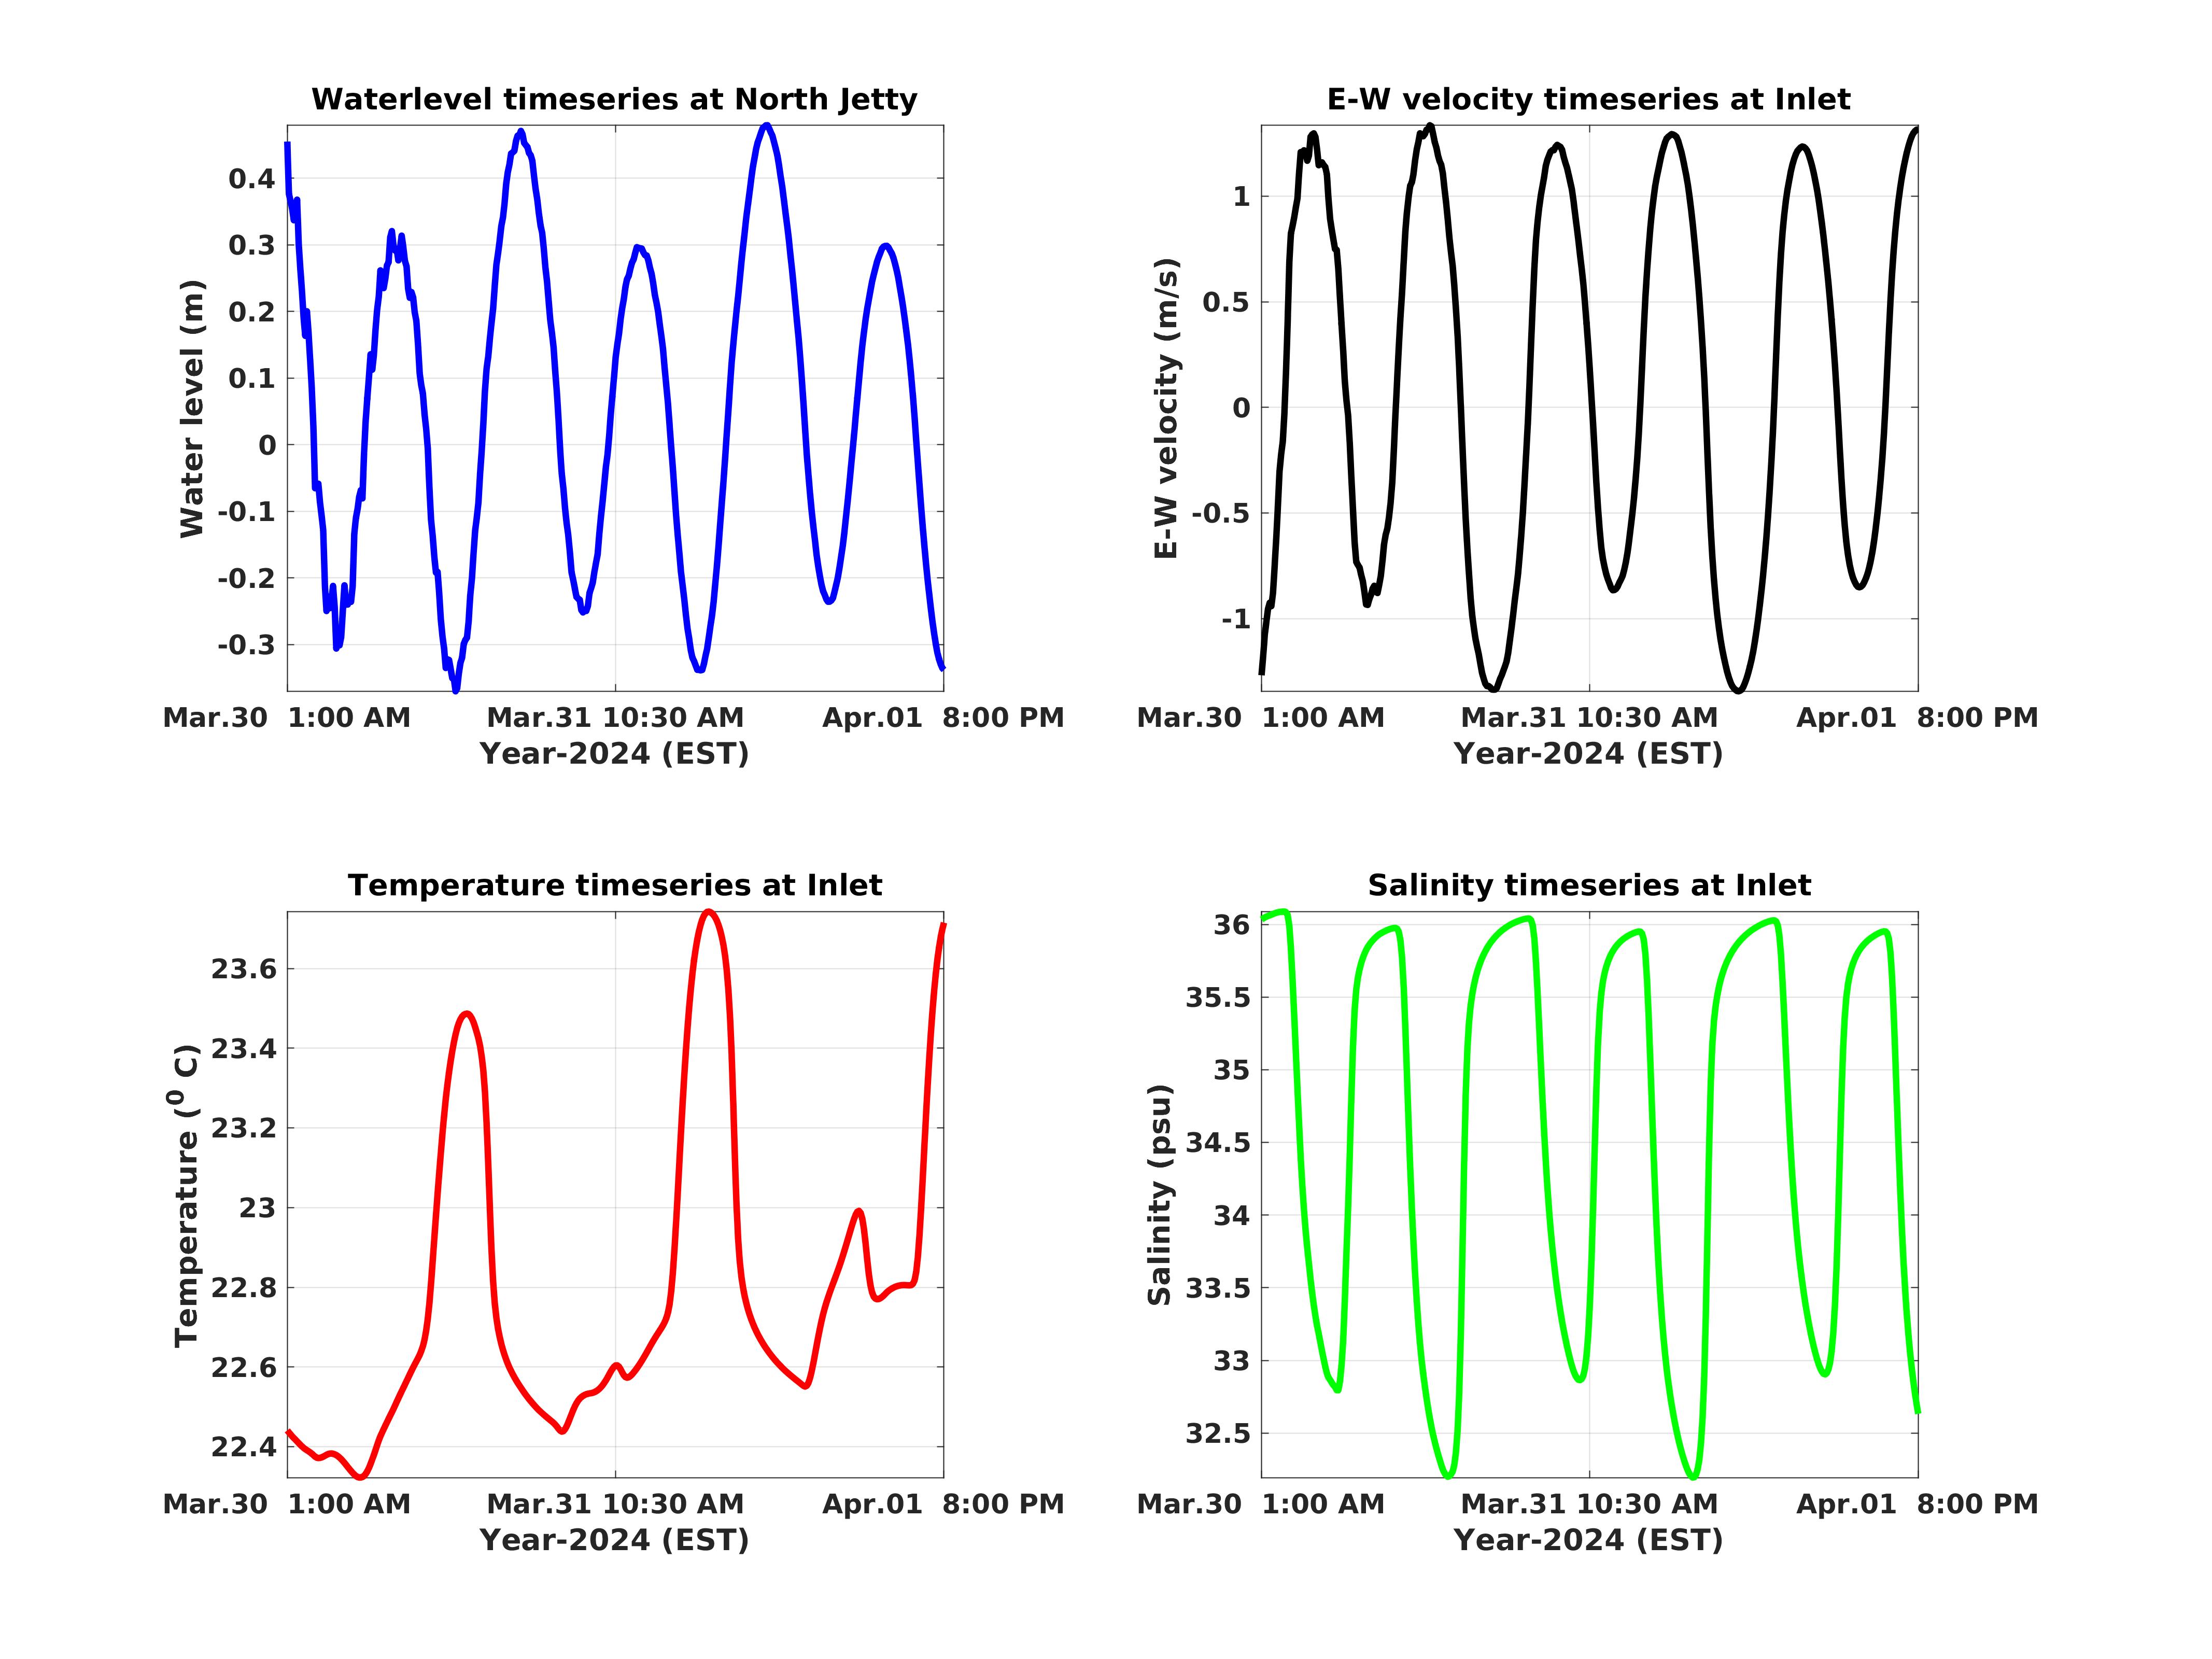 Waterlevel timeseries at North Jetty
0.4
0.3
0.2
0.1
0
-0.1
-0.2
-0.3
Water level (m)
Mar.30 1:00 AM
Mar.31 10:30 AM
Apr.01 8:00 PM
Year-2024 (EST)
E-W velocity timeseries at Inlet
1
0.5
0
-0.5
-1
E-W velocity (m/s)
Mar.30 1:00 AM
Mar.31 10:30 AM
Apr.01 8:00 PM
Year-2024 (EST)
Temperature timeseries at Inlet
23.6
23.4
23.2
23
22.8
22.6
22.4
Temperature (⁰ C)
Mar.30 1:00 AM
Mar.31 10:30 AM
Apr.01 8:00 PM
Year-2024 (EST)
Salinity timeseries at Inlet
36
35.5
35
34.5
34
33.5
33
32.5
Salinity (psu)
Mar.30 1:00 AM
Mar.31 10:30 AM
Apr.01 8:00 PM
Year-2024 (EST)